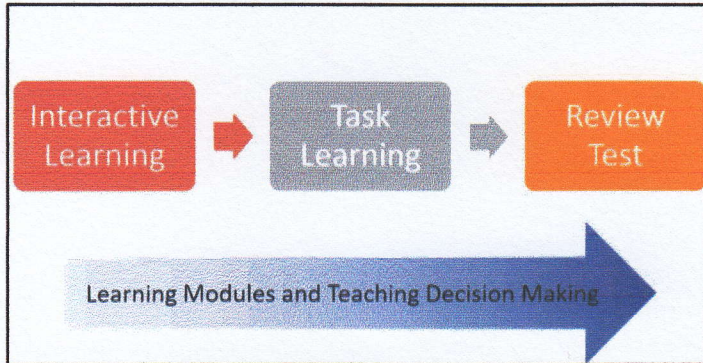 Interactive
Learning
Task
Learning
Review
Test
Learning Modules and Teaching Decision Making